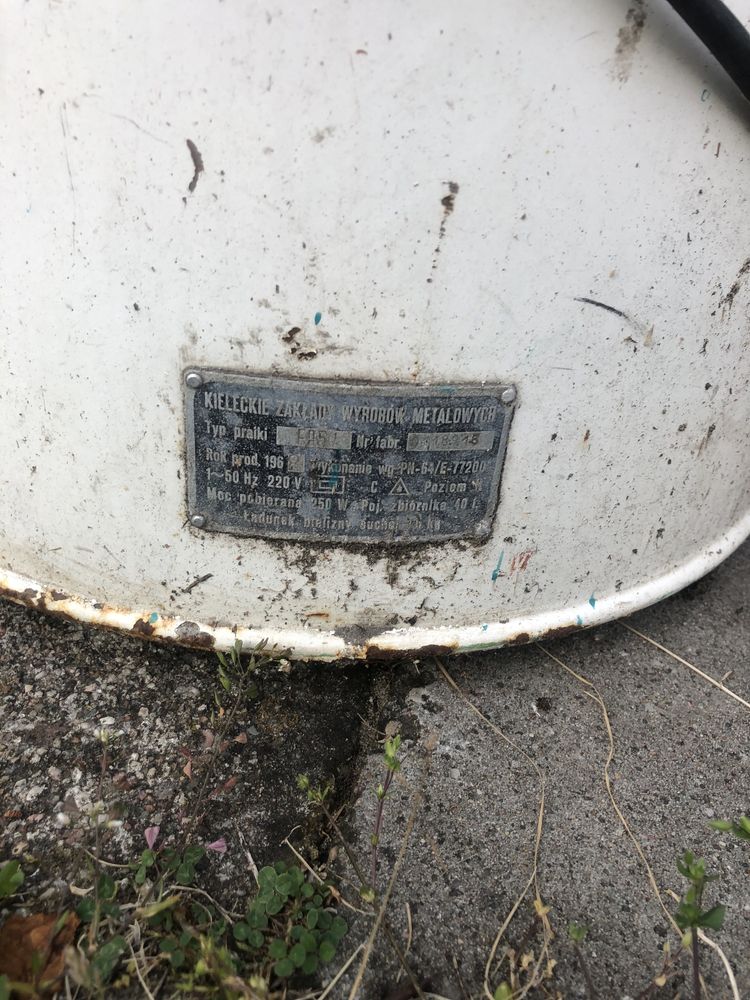 KIELECKIE ZAKŁADY WYROBÓW METALOWYCH
Typ pralki Nr fabr.
Rok prod. 196 Wykonanie wg PN-64/E-77200
1~50 Hz 220 V C Poziom
Moc pobierana 250 W Poj. zbiornika 40 l
Ładunek bielizny suchej kg